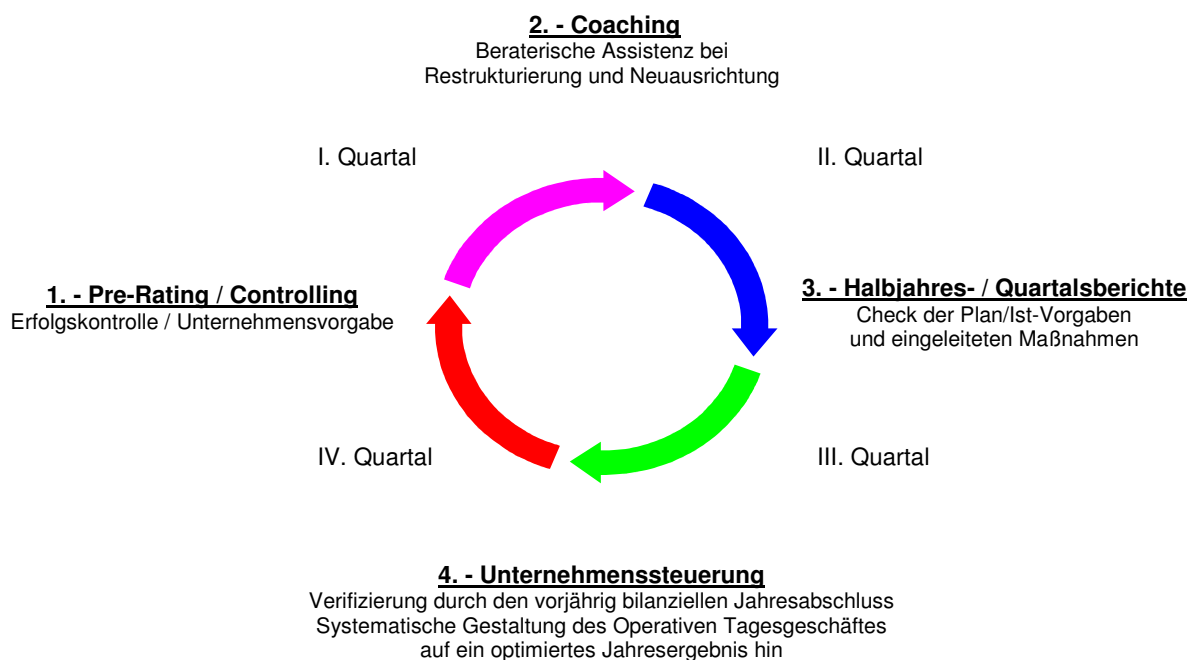 2. - Coaching
Beraterische Assistenz bei
Restrukturierung und Neuausrichtung
I. Quartal
II. Quartal
1. - Pre-Rating / Controlling
Erfolgskontrolle / Unternehmensvorgabe
3. - Halbjahres- / Quartalsberichte
Check der Plan/Ist-Vorgaben
und eingeleiteten Maßnahmen
IV. Quartal
III. Quartal
4. - Unternehmenssteuerung
Verifizierung durch den vorjährig bilanziellen Jahresabschluss
Systematische Gestaltung des Operativen Tagesgeschäftes
auf ein optimiertes Jahresergebnis hin